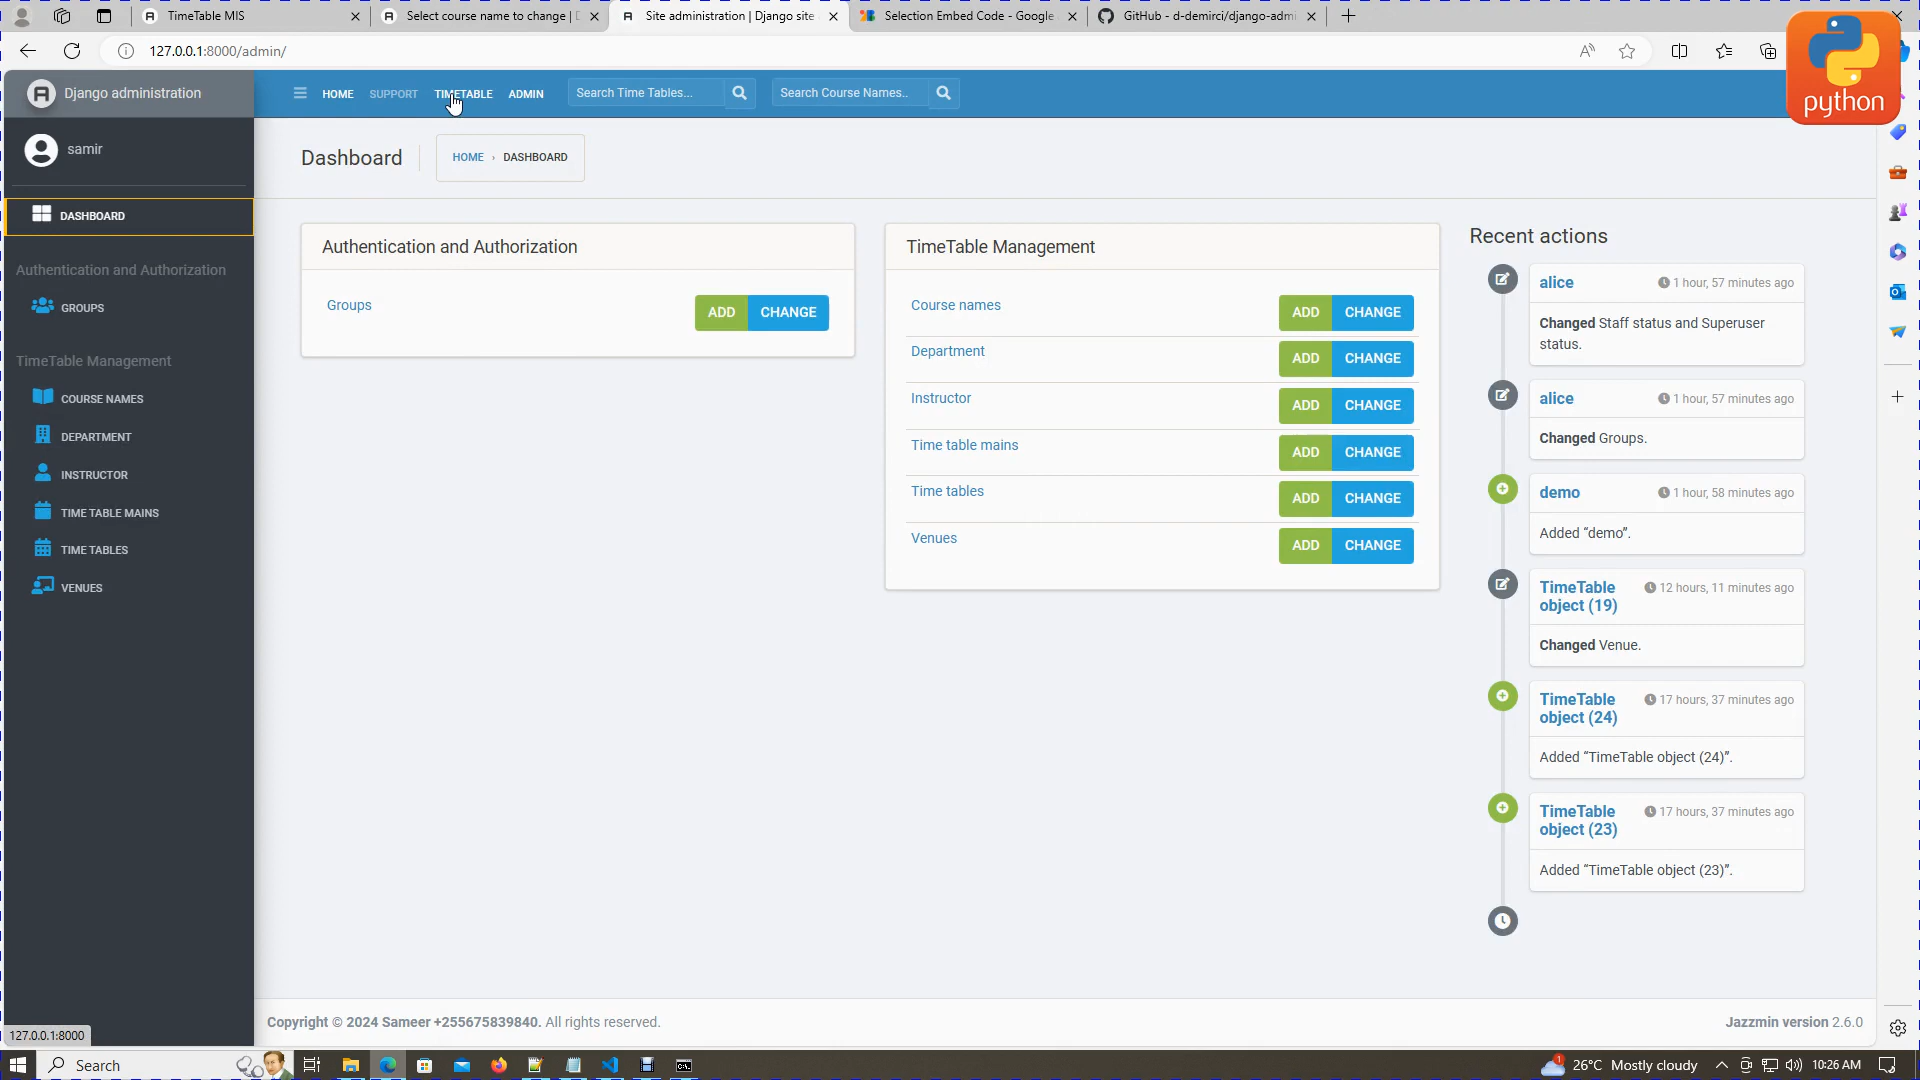 TimeTable MIS
Select course name to change | D
Site administration | Django site
Selection Embed Code - Google
GitHub - d-demirci/django-admi
127.0.0.1:8000/admin/
python
Django administration
HOME
SUPPORT
TIMETABLE
ADMIN
Search Time Tables...
Search Course Names..
samir
Dashboard
HOME › DASHBOARD
DASHBOARD
Authentication and Authorization
GROUPS
TimeTable Management
COURSE NAMES
DEPARTMENT
INSTRUCTOR
TIME TABLE MAINS
TIME TABLES
VENUES
Authentication and Authorization
Groups
ADD
CHANGE
TimeTable Management
Course names
ADD
CHANGE
Department
ADD
CHANGE
Instructor
ADD
CHANGE
Time table mains
ADD
CHANGE
Time tables
ADD
CHANGE
Venues
ADD
CHANGE
Recent actions
alice
1 hour, 57 minutes ago
Changed Staff status and Superuser
status.
alice
1 hour, 57 minutes ago
Changed Groups.
demo
1 hour, 58 minutes ago
Added “demo”.
TimeTable
object (19)
12 hours, 11 minutes ago
Changed Venue.
TimeTable
object (24)
17 hours, 37 minutes ago
Added “TimeTable object (24)”.
TimeTable
object (23)
17 hours, 37 minutes ago
Added “TimeTable object (23)”.
Copyright © 2024 Sameer +255675839840. All rights reserved.
Jazzmin version 2.6.0
127.0.0.1:8000
Search
1
26°C Mostly cloudy
10:26 AM